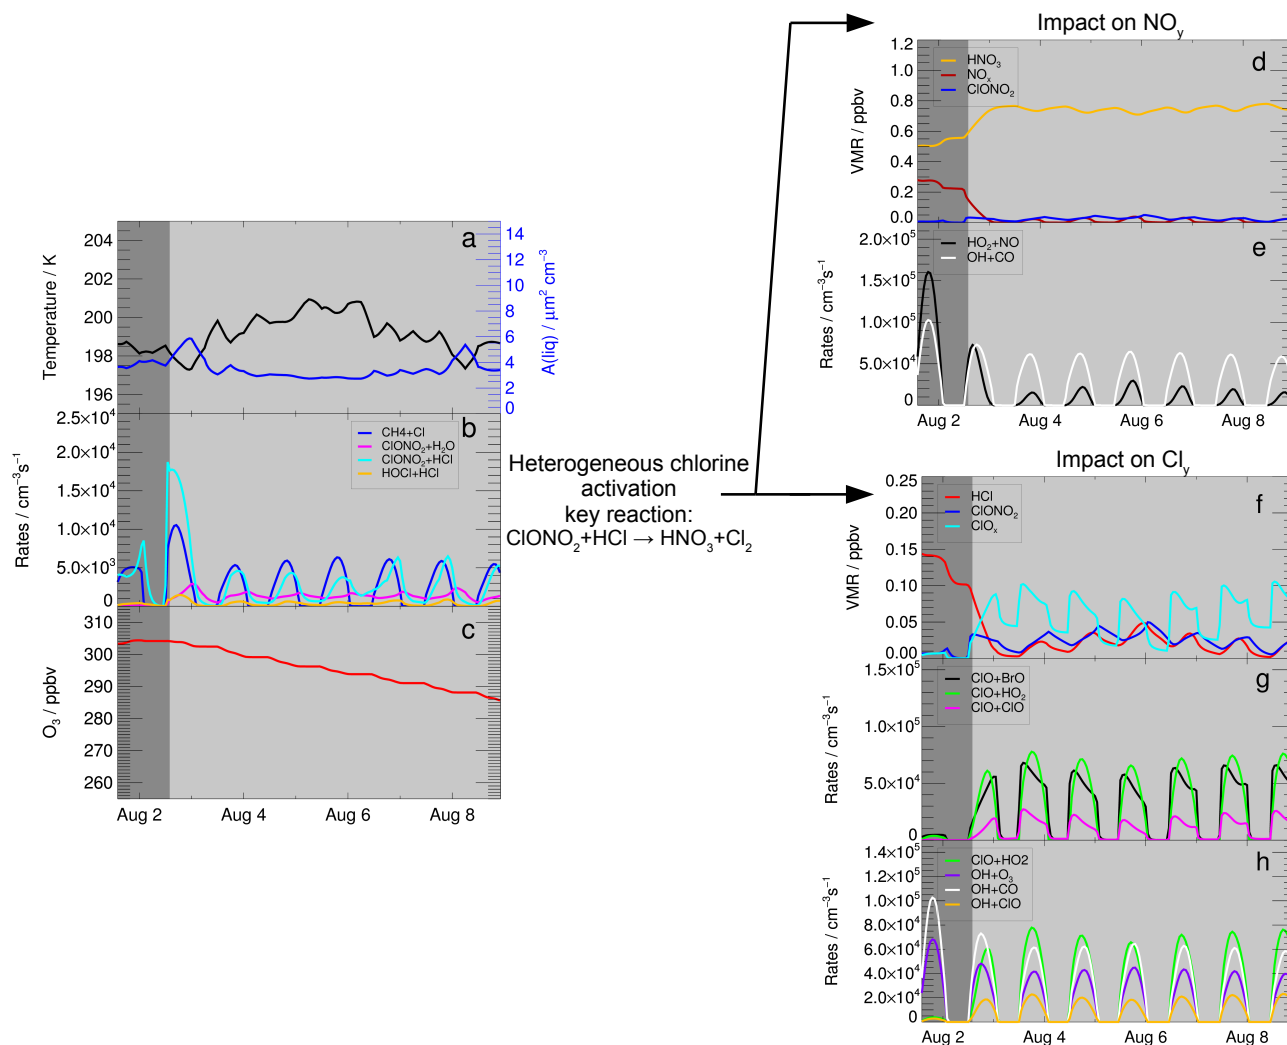 Impact on NOy
d
HNO3
NOx
ClONO2
1.2
1.0
0.8
0.6
0.4
0.2
0.0
VMR / ppbv
e
HO2+NO
OH+CO
2.0×10^5
1.5×10^5
1.0×10^5
5.0×10^4
0
Rates / cm−3s−1
Aug 2 Aug 4 Aug 6 Aug 8
a
204
202
200
198
196
Temperature / K
14
12
10
8
6
4
2
0
A(liq) / μm2 cm−3
b
CH4+Cl
ClONO2+H2O
ClONO2+HCl
HOCl+HCl
2.5×10^4
2.0×10^4
1.5×10^4
1.0×10^4
5.0×10^3
0
Rates / cm−3s−1
c
310
300
290
280
270
260
O3 / ppbv
Aug 2 Aug 4 Aug 6 Aug 8
Heterogeneous chlorine
activation
key reaction:
ClONO2+HCl → HNO3+Cl2
Impact on Cly
f
HCl
ClONO2
ClOx
0.25
0.20
0.15
0.10
0.05
0.00
VMR / ppbv
g
ClO+BrO
ClO+HO2
ClO+ClO
1.5×10^5
1.0×10^5
5.0×10^4
0
Rates / cm−3s−1
h
ClO+HO2
OH+O3
OH+CO
OH+ClO
1.4×10^5
1.2×10^5
1.0×10^5
8.0×10^4
6.0×10^4
4.0×10^4
2.0×10^4
0
Rates / cm−3s−1
Aug 2 Aug 4 Aug 6 Aug 8